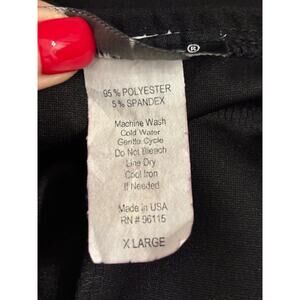 ®
95 % POLYESTER
5 % SPANDEX
Machine Wash
Cold Water
Gentle Cycle
Do Not Bleach
Line Dry
Cool Iron
If Needed
Made in USA
RN # 96115
X LARGE